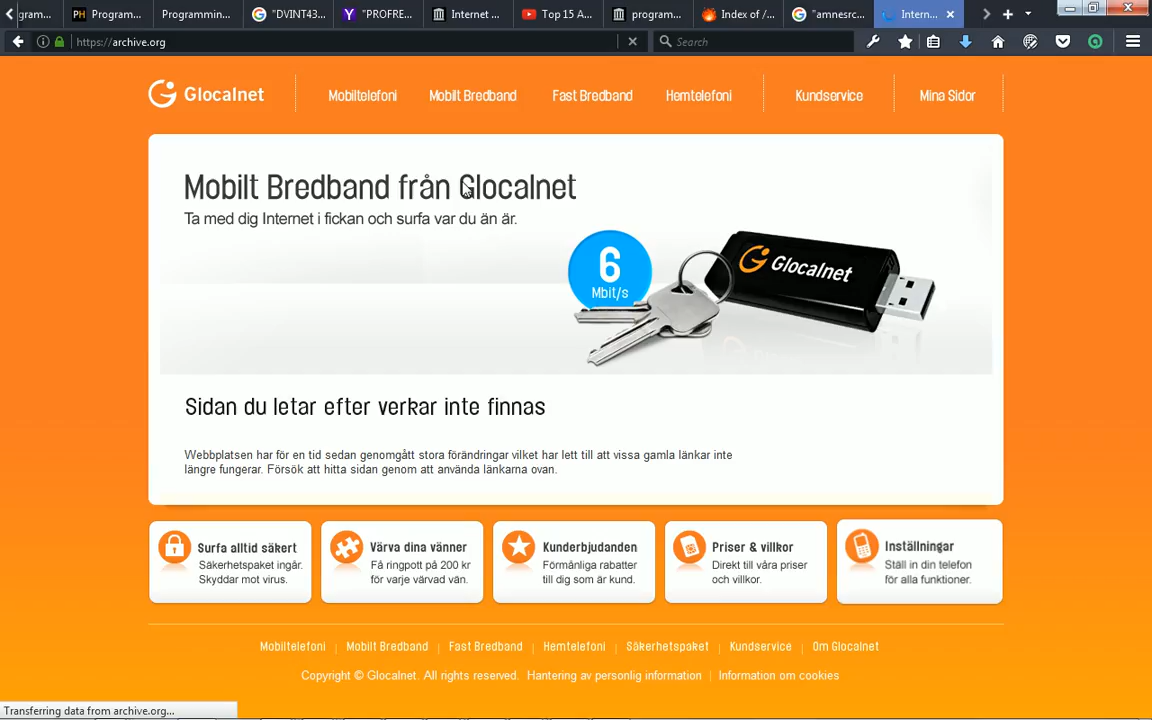 gram...
Program...
Programmin...
"DVINT43...
"PROFRE...
Internet ...
Top 15 A...
program...
Index of /...
"amnesrc...
Intern...
https://archive.org
Search
Glocalnet
Mobiltelefoni
Mobilt Bredband
Fast Bredband
Hemtelefoni
Kundservice
Mina Sidor
Mobilt Bredband från Glocalnet
Ta med dig Internet i fickan och surfa var du än är.
6
Mbit/s
Glocalnet
Sidan du letar efter verkar inte finnas
Webbplatsen har för en tid sedan genomgått stora förändringar vilket har lett till att vissa gamla länkar inte
längre fungerar. Försök att hitta sidan genom att använda länkarna ovan.
Surfa alltid säkert
Säkerhetspaket ingår.
Skyddar mot virus.
Värva dina vänner
Få ringpott på 200 kr
för varje värvad vän.
Kunderbjudanden
Förmånliga rabatter
till dig som är kund.
Priser & villkor
Direkt till våra priser
och villkor.
Inställningar
Ställ in din telefon
för alla funktioner.
Mobiltelefoni | Mobilt Bredband | Fast Bredband | Hemtelefoni | Säkerhetspaket | Kundservice | Om Glocalnet
Copyright © Glocalnet. All rights reserved. Hantering av personlig information | Information om cookies
Transferring data from archive.org...